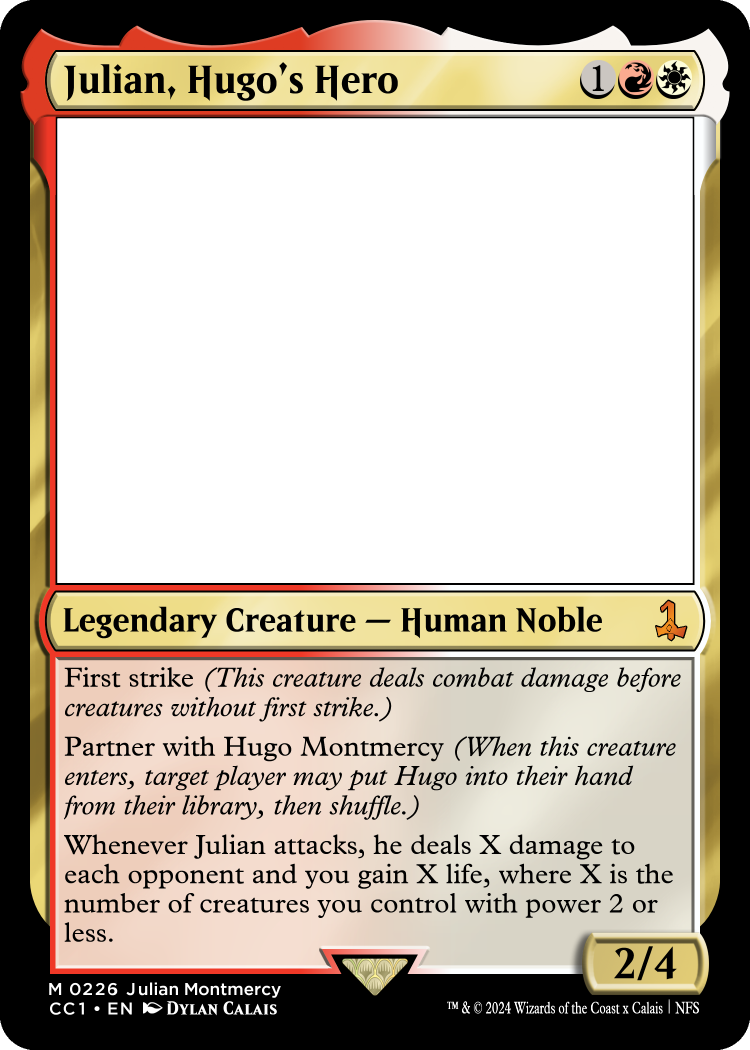 Julian, Hugo's Hero 1
Legendary Creature — Human Noble
First strike (This creature deals combat damage before
creatures without first strike.)
Partner with Hugo Montmercy (When this creature
enters, target player may put Hugo into their hand
from their library, then shuffle.)
Whenever Julian attacks, he deals X damage to
each opponent and you gain X life, where X is the
number of creatures you control with power 2 or
less.
2/4
M 0226 Julian Montmercy
CC1 • EN Dylan Calais
™ & © 2024 Wizards of the Coast x Calais | NFS